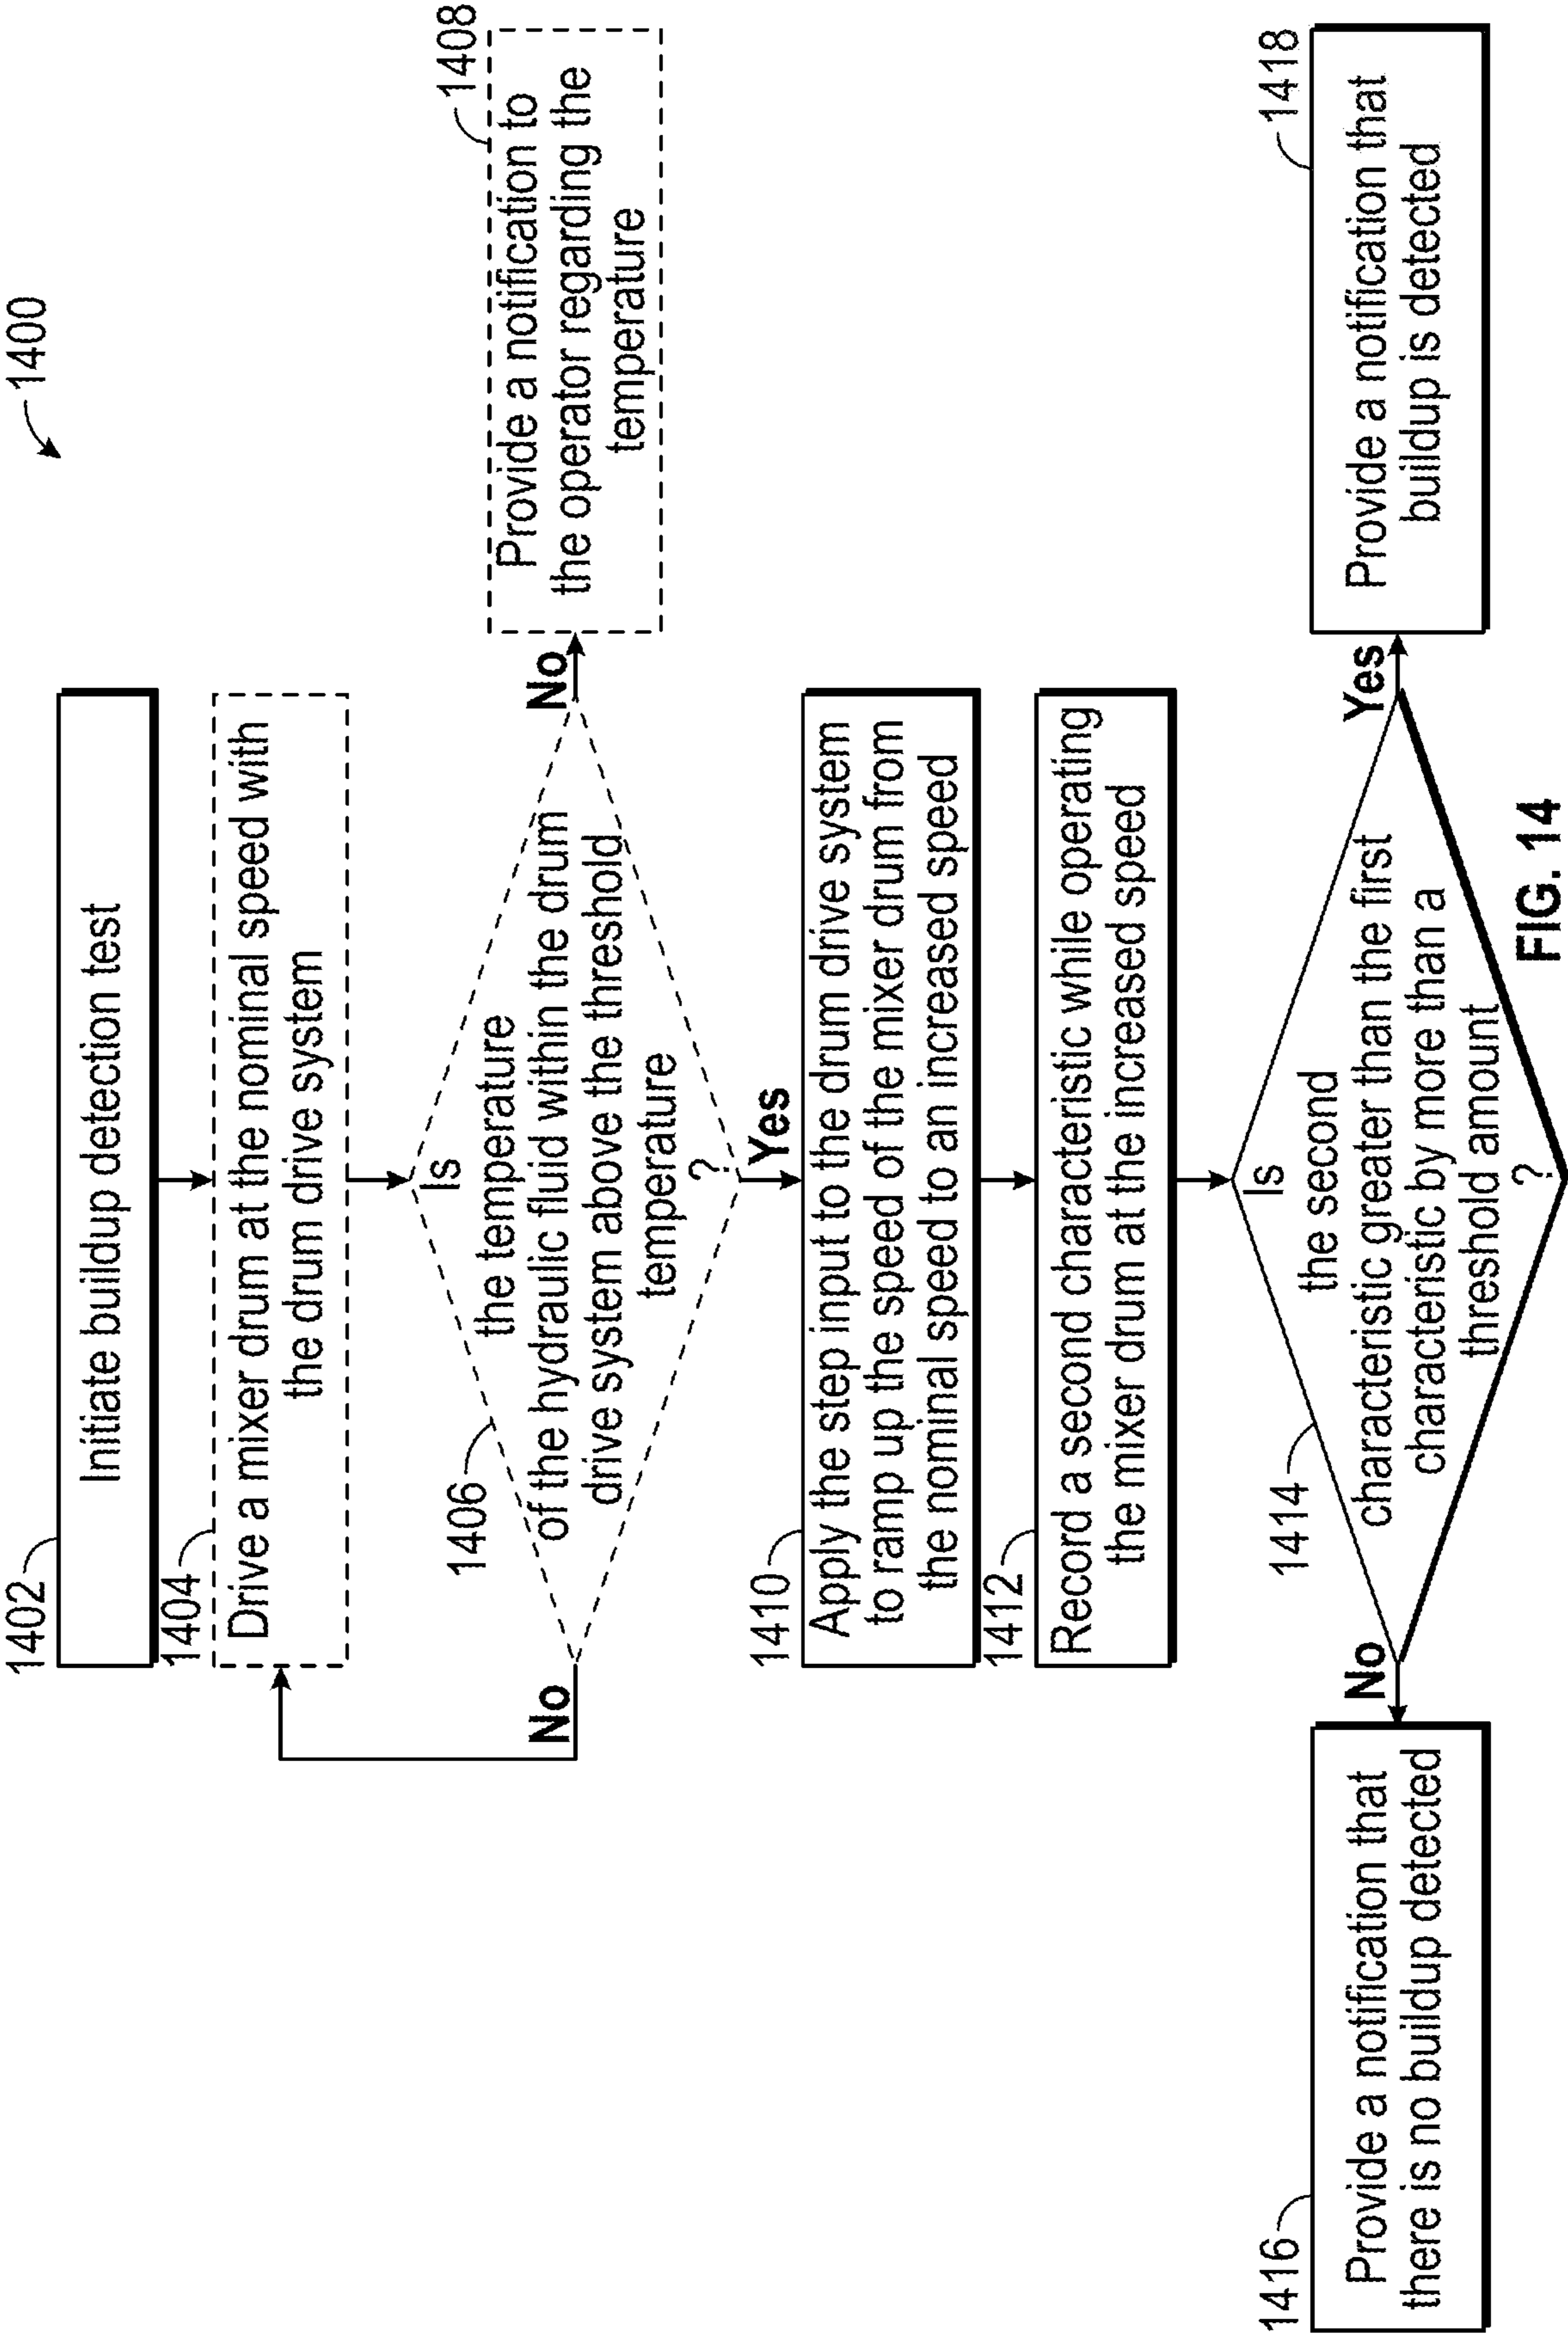 1400
1402
Initiate buildup detection test
1404
Drive a mixer drum at the nominal speed with
the drum drive system
1406
Is
the temperature
of the hydraulic fluid within the drum
drive system above the threshold
temperature
?
No
No
1408
Provide a notification to
the operator regarding the
temperature
Yes
1410
Apply the step input to the drum drive system
to ramp up the speed of the mixer drum from
the nominal speed to an increased speed
1412
Record a second characteristic while operating
the mixer drum at the increased speed
1414
Is
the second
characteristic greater than the first
characteristic by more than a
threshold amount
?
No
1416
Provide a notification that
there is no buildup detected
Yes
1418
Provide a notification that
buildup is detected
FIG. 14